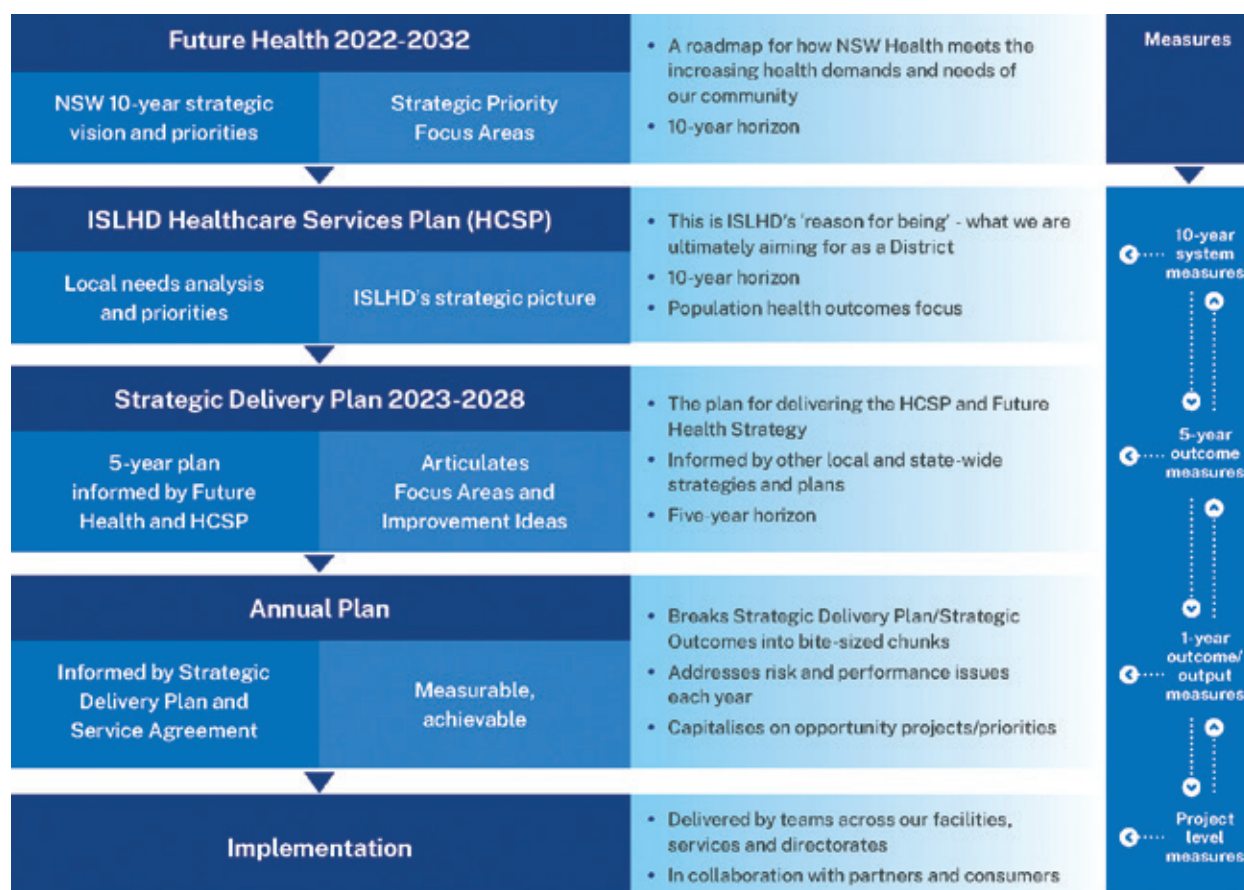 Future Health 2022-2032
NSW 10-year strategic
vision and priorities
Strategic Priority
Focus Areas
• A roadmap for how NSW Health meets the
increasing health demands and needs of
our community
• 10-year horizon
Measures
ISLHD Healthcare Services Plan (HCSP)
Local needs analysis
and priorities
ISLHD's strategic picture
• This is ISLHD's 'reason for being' - what we are
ultimately aiming for as a District
• 10-year horizon
• Population health outcomes focus
10-year
system
measures
Strategic Delivery Plan 2023-2028
5-year plan
informed by Future
Health and HCSP
Articulates
Focus Areas and
Improvement Ideas
• The plan for delivering the HCSP and Future
Health Strategy
• Informed by other local and state-wide
strategies and plans
• Five-year horizon
5-year
outcome
measures
Annual Plan
Informed by Strategic
Delivery Plan and
Service Agreement
Measurable,
achievable
• Breaks Strategic Delivery Plan/Strategic
Outcomes into bite-sized chunks
• Addresses risk and performance issues
each year
• Capitalises on opportunity projects/priorities
1-year
outcome/
output
measures
Implementation
• Delivered by teams across our facilities,
services and directorates
• In collaboration with partners and consumers
Project
level
measures